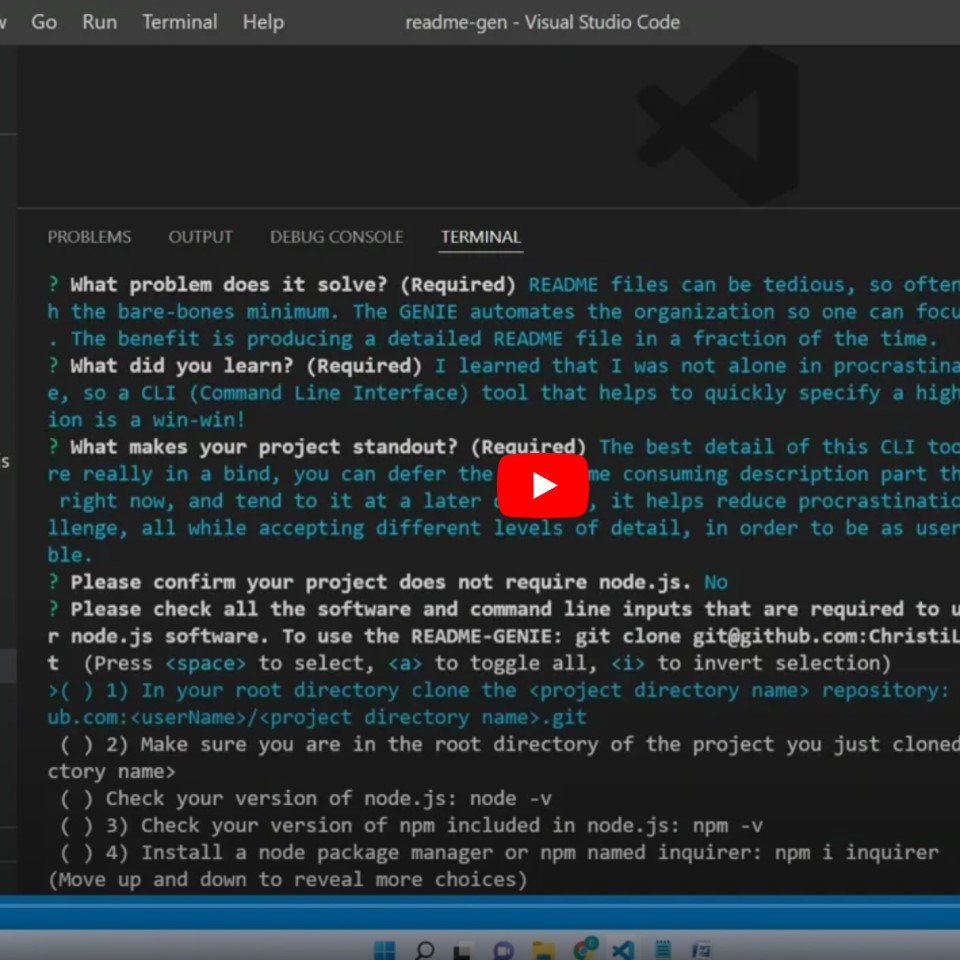 Go Run Terminal Help readme-gen - Visual Studio Code
PROBLEMS OUTPUT DEBUG CONSOLE TERMINAL
? What problem does it solve? (Required) README files can be tedious, so often
h the bare-bones minimum. The GENIE automates the organization so one can focu
. The benefit is producing a detailed README file in a fraction of the time.
? What did you learn? (Required) I learned that I was not alone in procrastina
e, so a CLI (Command Line Interface) tool that helps to quickly specify a high
ion is a win-win!
s
? What makes your project standout? (Required) The best detail of this CLI too
re really in a bind, you can defer the me consuming description part th
right now, and tend to it at a later , it helps reduce procrastinatio
llenge, all while accepting different levels of detail, in order to be as user
ble.
? Please confirm your project does not require node.js. No
? Please check all the software and command line inputs that are required to u
r node.js software. To use the README-GENIE: git clone git@github.com:ChristiL
t (Press <space> to select, <a> to toggle all, <i> to invert selection)
>( ) 1) In your root directory clone the <project directory name> repository:
ub.com:<userName>/<project directory name>.git
( ) 2) Make sure you are in the root directory of the project you just cloned
ctory name>
( ) Check your version of node.js: node -v
( ) 3) Check your version of npm included in node.js: npm -v
( ) 4) Install a node package manager or npm named inquirer: npm i inquirer
(Move up and down to reveal more choices)